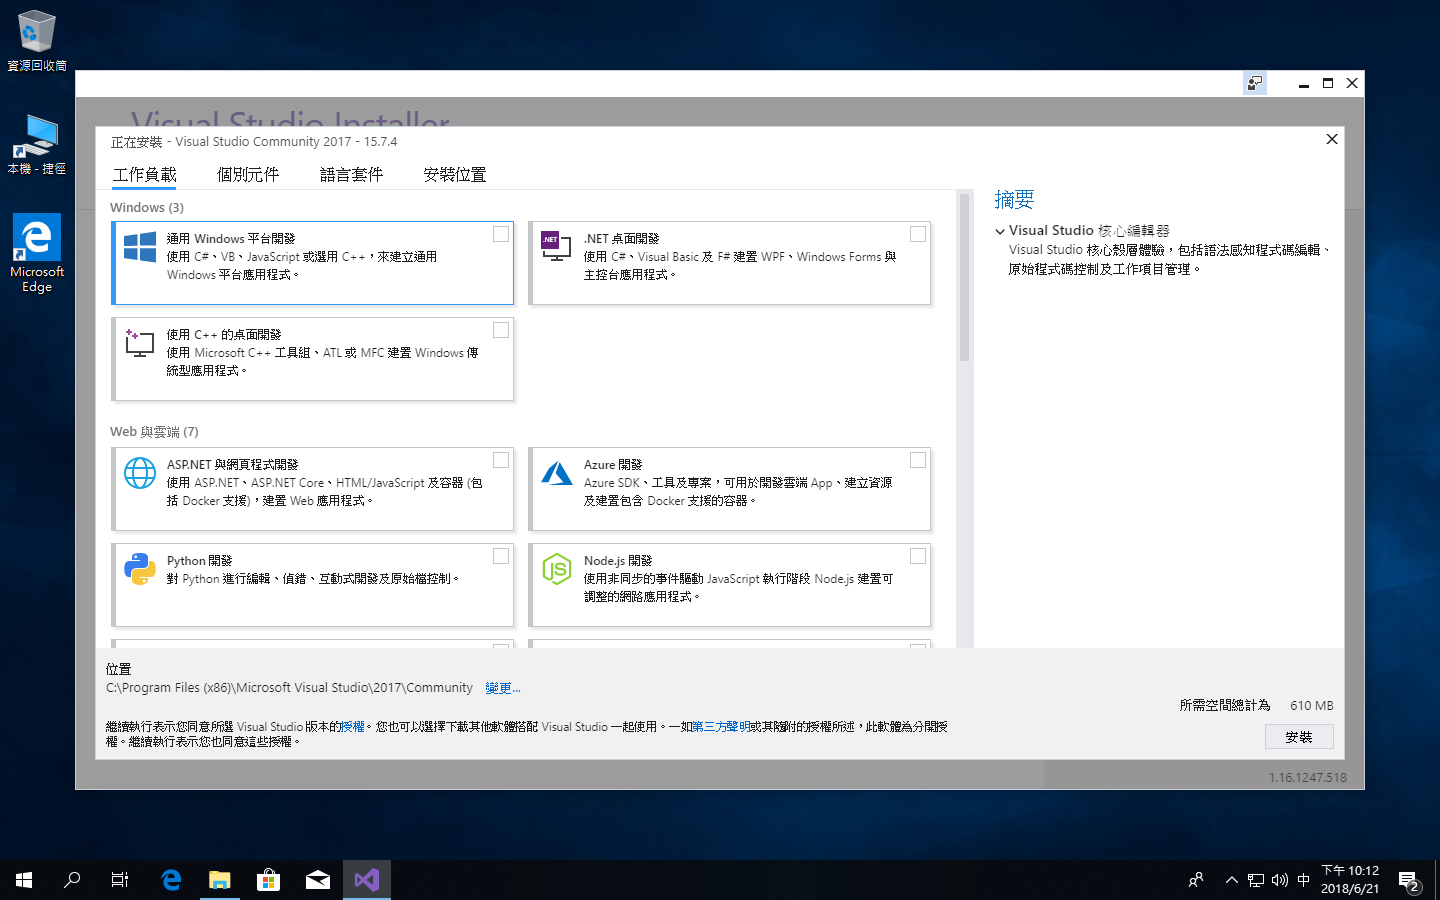 資源回收筒
本機 - 捷徑
Microsoft
Edge
Visual Studio Installer
正在安裝 - Visual Studio Community 2017 - 15.7.4
工作負載
個別元件
語言套件
安裝位置
Windows (3)
通用 Windows 平台開發
使用 C#、VB、JavaScript 或選用 C++，來建立通用
Windows 平台應用程式。
.NET
.NET 桌面開發
使用 C#、Visual Basic 及 F# 建置 WPF、Windows Forms 與
主控台應用程式。
使用 C++ 的桌面開發
使用 Microsoft C++ 工具組、ATL 或 MFC 建置 Windows 傳
統型應用程式。
Web 與雲端 (7)
ASP.NET 與網頁程式開發
使用 ASP.NET、ASP.NET Core、HTML/JavaScript 及容器 (包
括 Docker 支援)，建置 Web 應用程式。
Azure 開發
Azure SDK、工具及專案，可用於開發雲端 App、建立資源
及建置包含 Docker 支援的容器。
Python 開發
對 Python 進行編輯、偵錯、互動式開發及原始檔控制。
Node.js 開發
使用非同步的事件驅動 JavaScript 執行階段 Node.js 建置可
調整的網路應用程式。
摘要
Visual Studio 核心編輯器
Visual Studio 核心殼層體驗，包括語法感知程式碼編輯、
原始程式碼控制及工作項目管理。
位置
C:\Program Files (x86)\Microsoft Visual Studio\2017\Community 變更...
繼續執行表示您同意所選 Visual Studio 版本的授權。您也可以選擇下載其他軟體搭配 Visual Studio 一起使用。一如第三方聲明或其隨附的授權所述，此軟體為分開授
權。繼續執行表示您也同意這些授權。
所需空間總計為 610 MB
安裝
1.16.1247.518
中
下午 10:12
2018/6/21
2